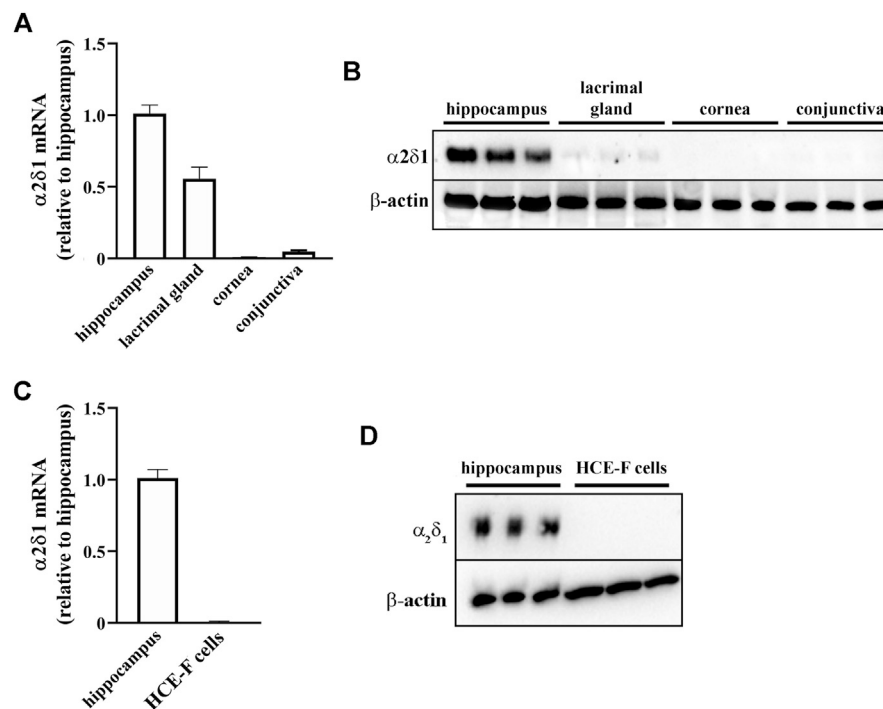 A
α2δ1 mRNA
(relative to hippocampus)
1.5
1.0
0.5
0
hippocampus
lacrimal gland
cornea
conjunctiva
B
hippocampus
lacrimal
gland
cornea
conjunctiva
α2δ1
β-actin
C
α2δ1 mRNA
(relative to hippocampus)
1.5
1.0
0.5
0
hippocampus
HCE-F cells
D
hippocampus HCE-F cells
α₂δ₁
β-actin